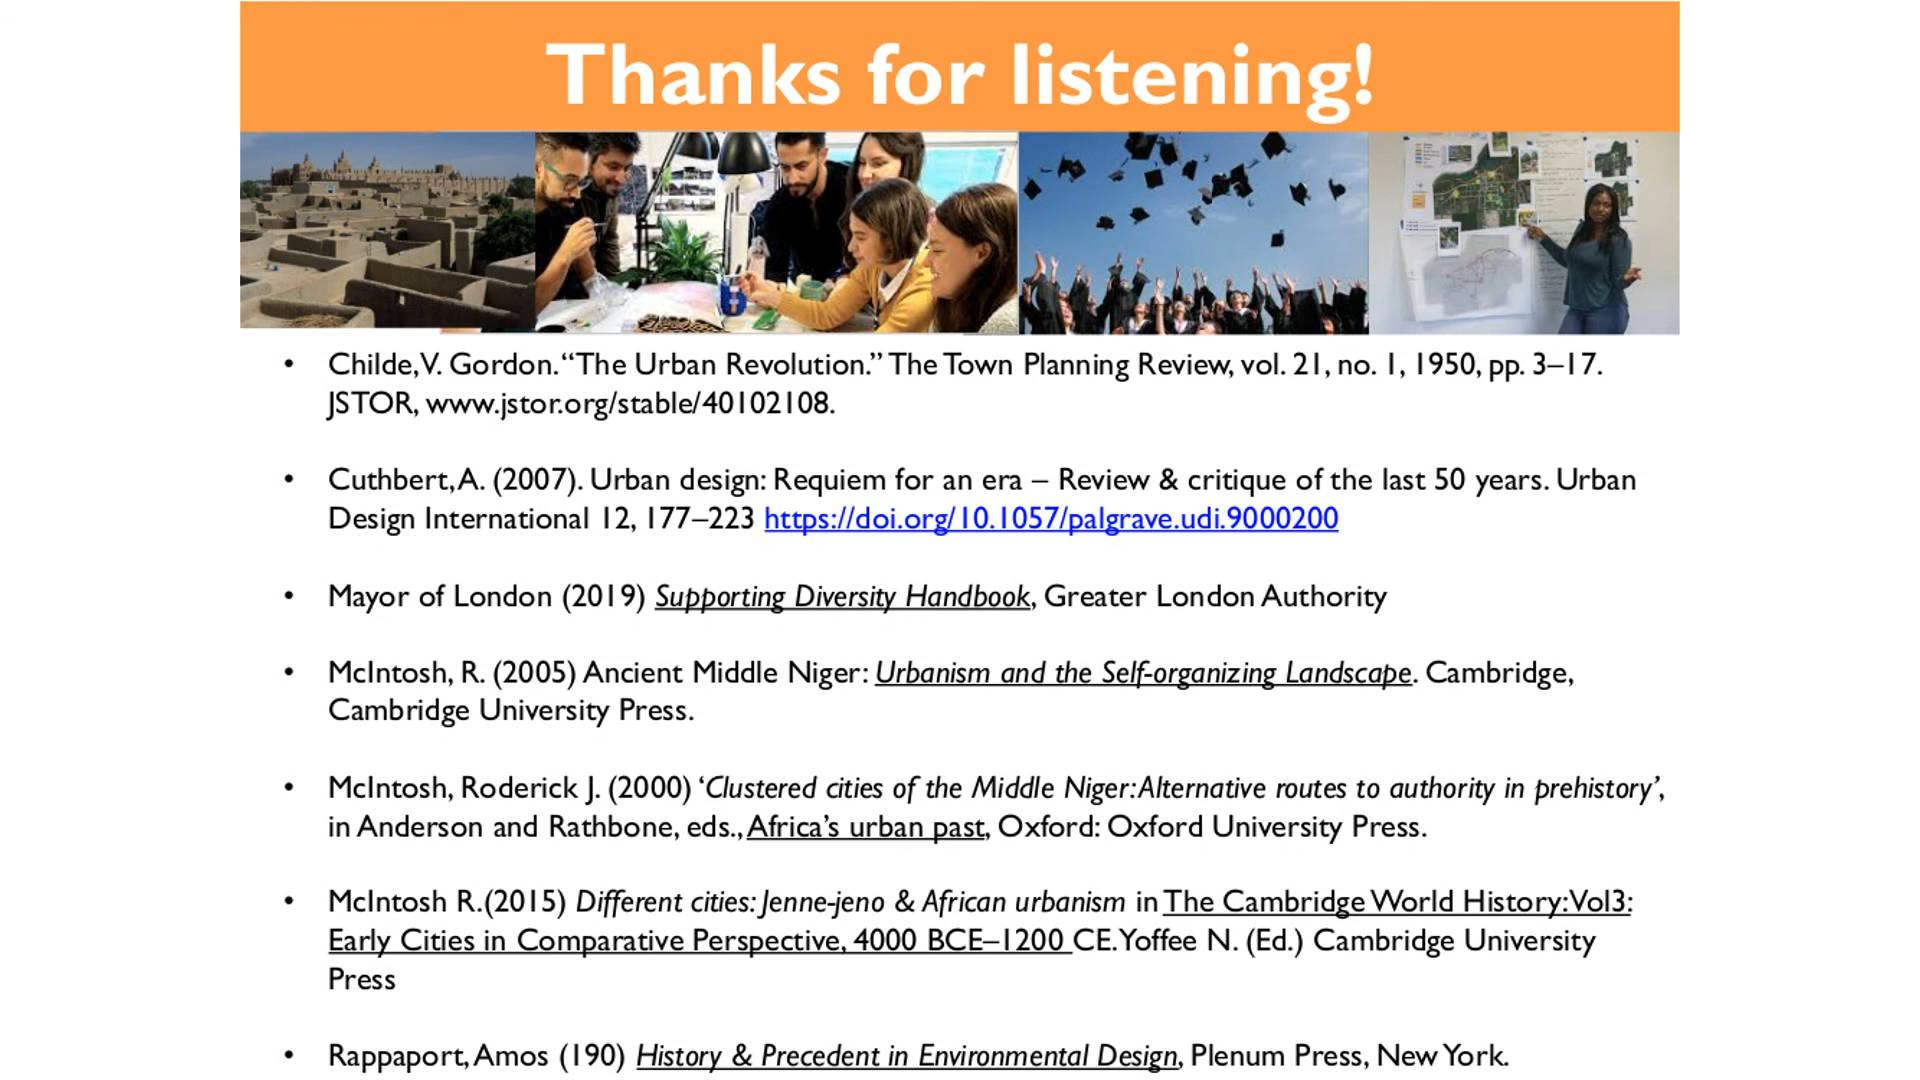 Thanks for listening!
• Childe, V. Gordon. “The Urban Revolution.” The Town Planning Review, vol. 21, no. 1, 1950, pp. 3–17.
JSTOR, www.jstor.org/stable/40102108.
• Cuthbert, A. (2007). Urban design: Requiem for an era – Review & critique of the last 50 years. Urban
Design International 12, 177–223 https://doi.org/10.1057/palgrave.udi.9000200
• Mayor of London (2019) Supporting Diversity Handbook, Greater London Authority
• McIntosh, R. (2005) Ancient Middle Niger: Urbanism and the Self-organizing Landscape. Cambridge,
Cambridge University Press.
• McIntosh, Roderick J. (2000) ‘Clustered cities of the Middle Niger: Alternative routes to authority in prehistory’,
in Anderson and Rathbone, eds., Africa’s urban past, Oxford: Oxford University Press.
• McIntosh R.(2015) Different cities: Jenne-jeno & African urbanism in The Cambridge World History: Vol3:
Early Cities in Comparative Perspective, 4000 BCE–1200 CE. Yoffee N. (Ed.) Cambridge University
Press
• Rappaport, Amos (190) History & Precedent in Environmental Design, Plenum Press, New York.